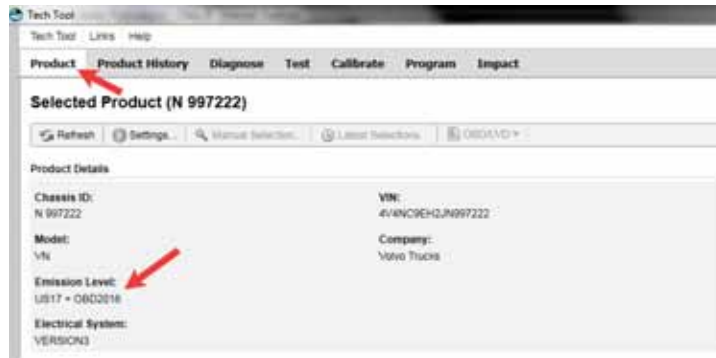 Tech Tool
Tech Tool Links Help
Product Product History Diagnose Test Calibrate Program Impact
Selected Product (N 997222)
Refresh Settings... Manual Selection... Latest Selections OBD/LVD
Product Details
Chassis ID: VIN:
N 997222 4V4NC9EH2JN997222
Model: Company:
VN Volvo Trucks
Emission Level:
US17 + OBD2016
Electrical System:
VERSION3